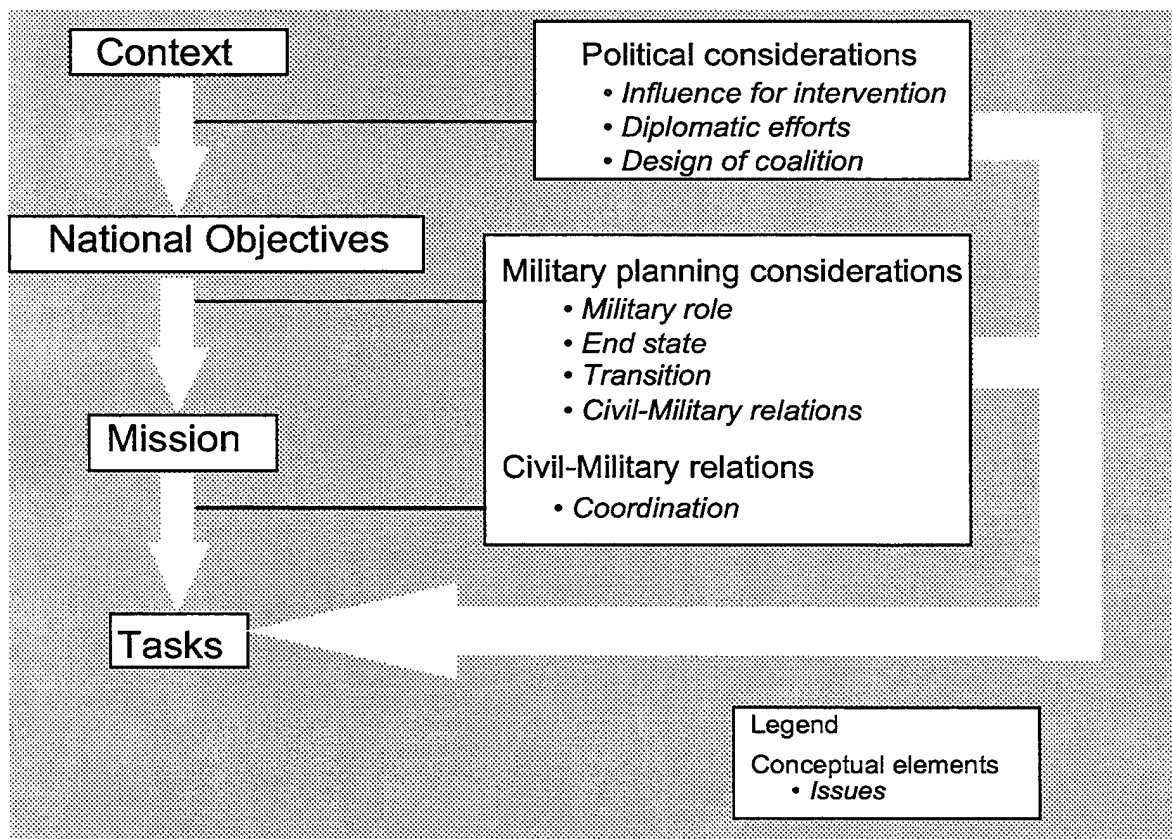 Context
Political considerations
• Influence for intervention
• Diplomatic efforts
• Design of coalition
National Objectives
Military planning considerations
• Military role
• End state
• Transition
• Civil-Military relations
Mission
Civil-Military relations
• Coordination
Tasks
Legend
Conceptual elements
• Issues